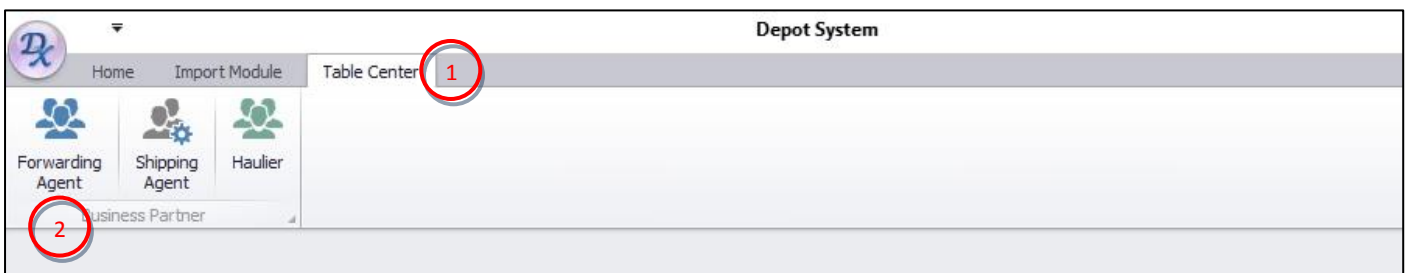 Depot System
DX
Home Import Module Table Center 1
Forwarding Agent
Shipping Agent
Haulier
Business Partner
2